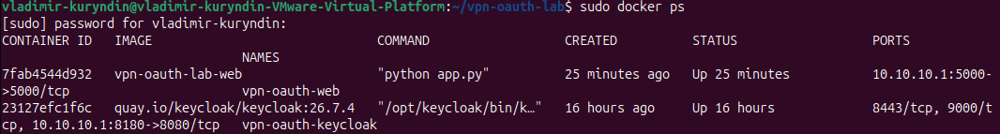 vladimir-kuryndin@vladimir-kuryndin-VMware-Virtual-Platform:~/vpn-oauth-lab$ sudo docker ps
[sudo] password for vladimir-kuryndin:
CONTAINER ID   IMAGE                              COMMAND                  CREATED          STATUS          PORTS
                                 NAMES
7fab4544d932   vpn-oauth-lab-web                  "python app.py"          25 minutes ago   Up 25 minutes   10.10.10.1:5000-
>5000/tcp                        vpn-oauth-web
23127efc1f6c   quay.io/keycloak/keycloak:26.7.4   "/opt/keycloak/bin/k…"   16 hours ago     Up 16 hours     8443/tcp, 9000/t
cp, 10.10.10.1:8180->8080/tcp   vpn-oauth-keycloak